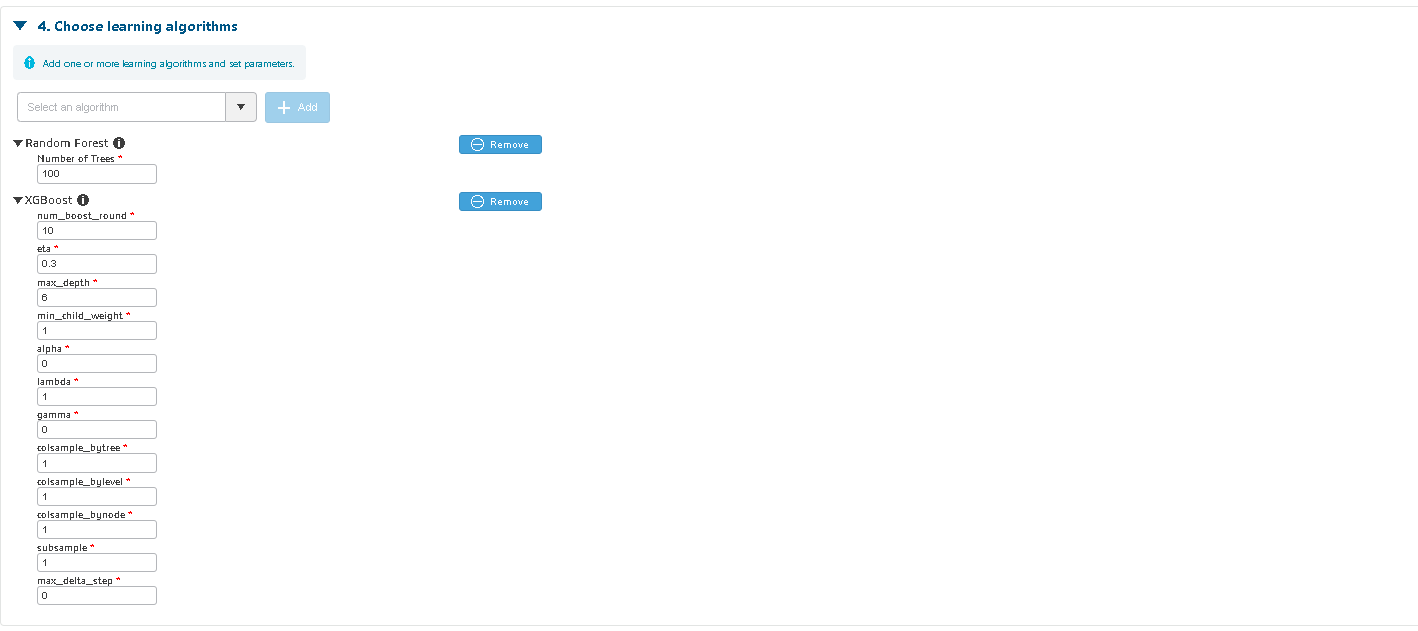 4. Choose learning algorithms
Add one or more learning algorithms and set parameters.
Select an algorithm
Add
Random Forest
Remove
Number of Trees *
100
XGBoost
Remove
num_boost_round *
10
eta *
0.3
max_depth *
6
min_child_weight *
1
alpha *
0
lambda *
1
gamma *
0
colsample_bytree *
1
colsample_bylevel *
1
colsample_bynode *
1
subsample *
1
max_delta_step *
0